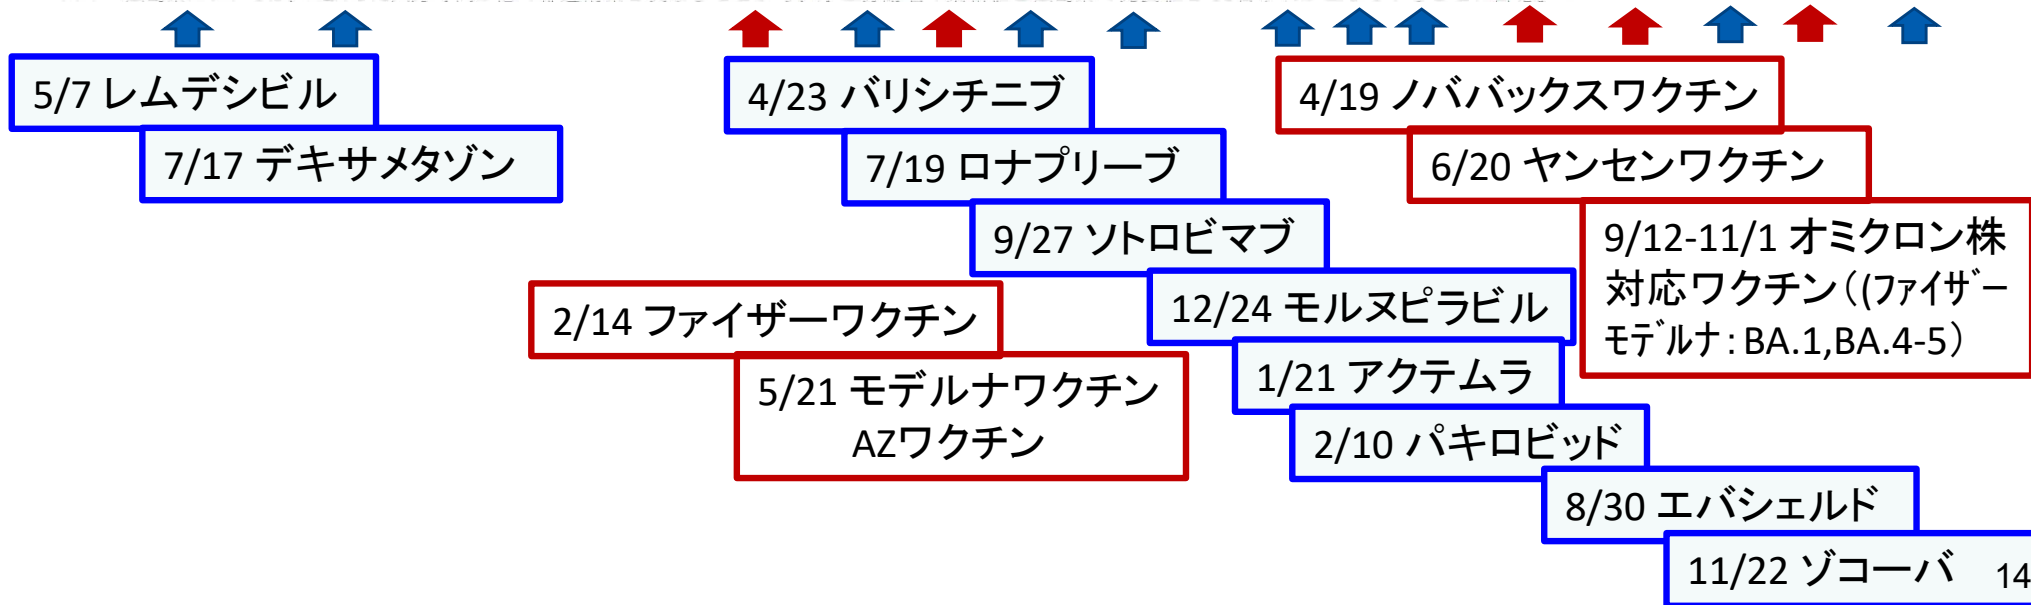 5/7 レムデシビル
7/17 デキサメタゾン
4/23 バリシチニブ
7/19 ロナプリーブ
9/27 ソトロビマブ
2/14 ファイザーワクチン
5/21 モデルナワクチン
AZワクチン
12/24 モルヌピラビル
1/21 アクテムラ
2/10 パキロビッド
4/19 ノババックスワクチン
6/20 ヤンセンワクチン
9/12-11/1 オミクロン株
対応ワクチン（(ﾌｧｲｻﾞｰ
ﾓﾃﾞﾙﾅ：BA.1,BA.4-5）
8/30 エバシェルド
11/22 ゾコーバ
14